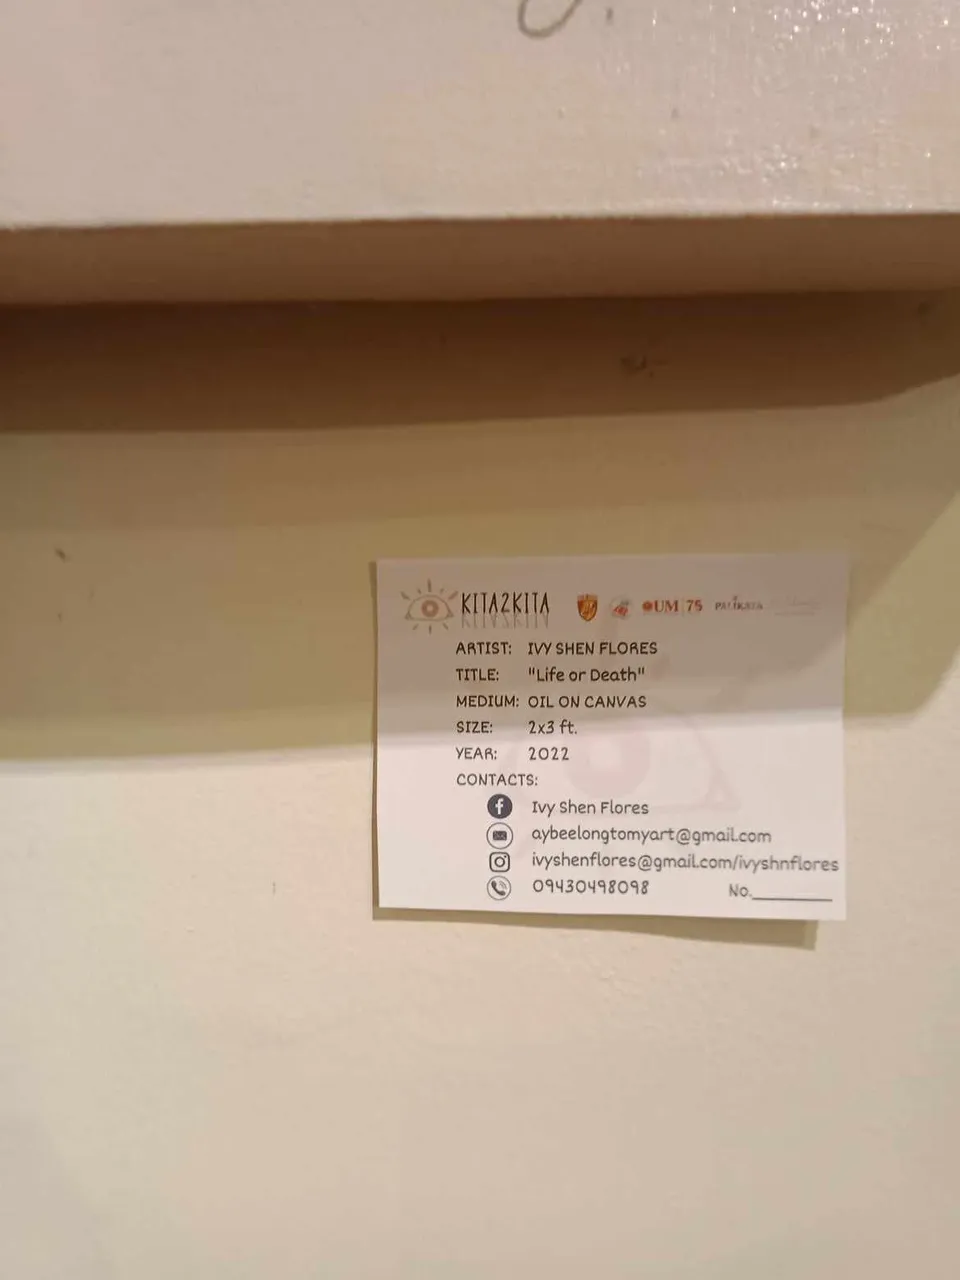 KITA2KITA UM 75 PALIKATA
ARTIST: IVY SHEN FLORES
TITLE: "Life or Death"
MEDIUM: OIL ON CANVAS
SIZE: 2x3 ft.
YEAR: 2022
CONTACTS:
Ivy Shen Flores
aybeelongtomyart@gmail.com
ivyshenflores@gmail.com/ivyshnflores
09430498098 No.